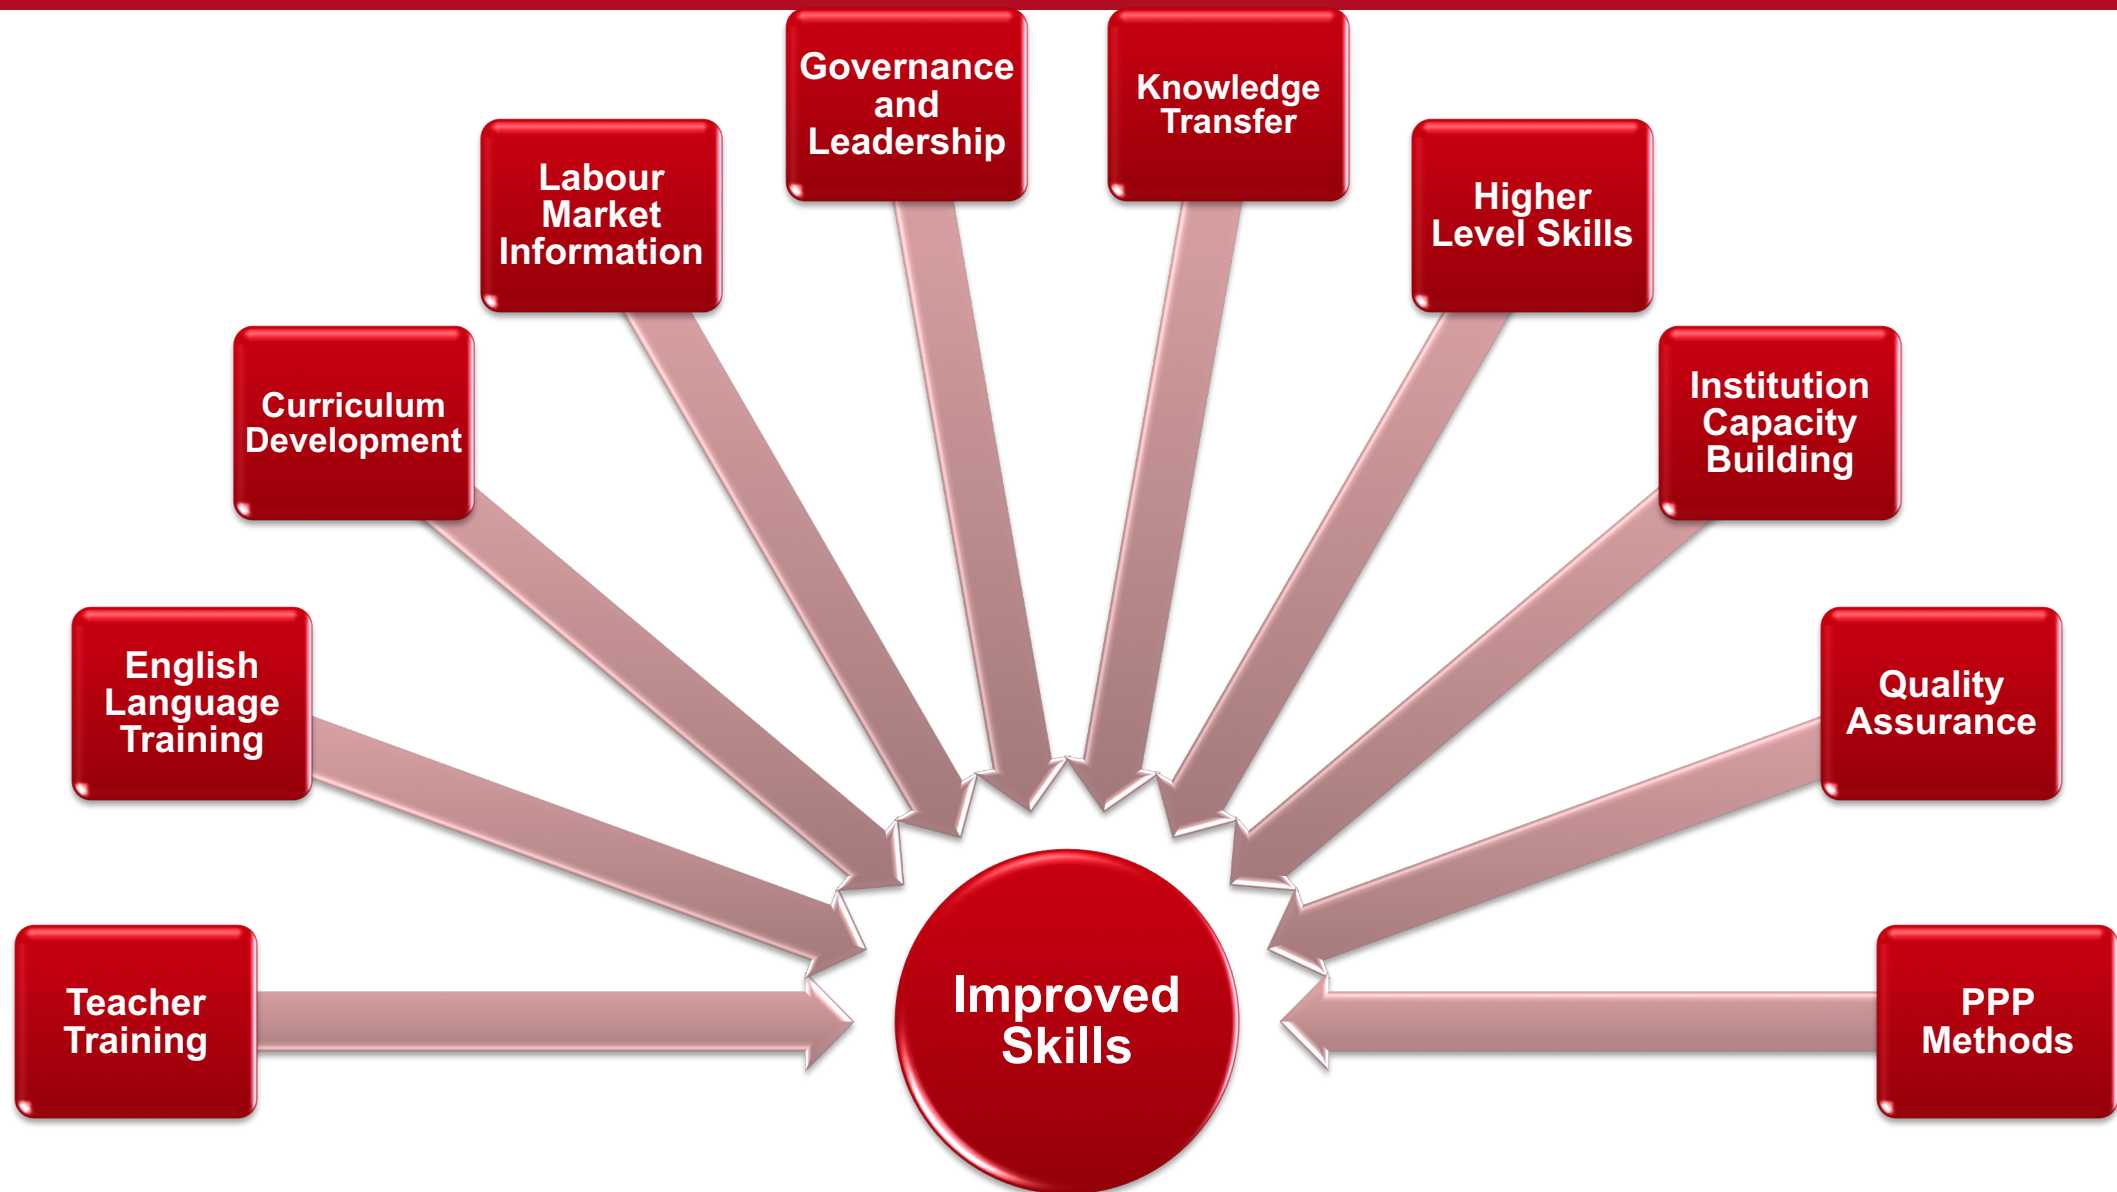 Governance
and
Leadership
Knowledge
Transfer
Labour
Market
Information
Higher
Level Skills
Curriculum
Development
Institution
Capacity
Building
English
Language
Training
Quality
Assurance
Teacher
Training
Improved
Skills
PPP
Methods